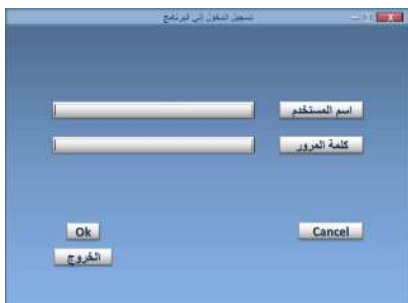 تسجيل الدخول إلى البرنامج
اسم المستخدم
كلمة المرور
Ok
Cancel
الخروج